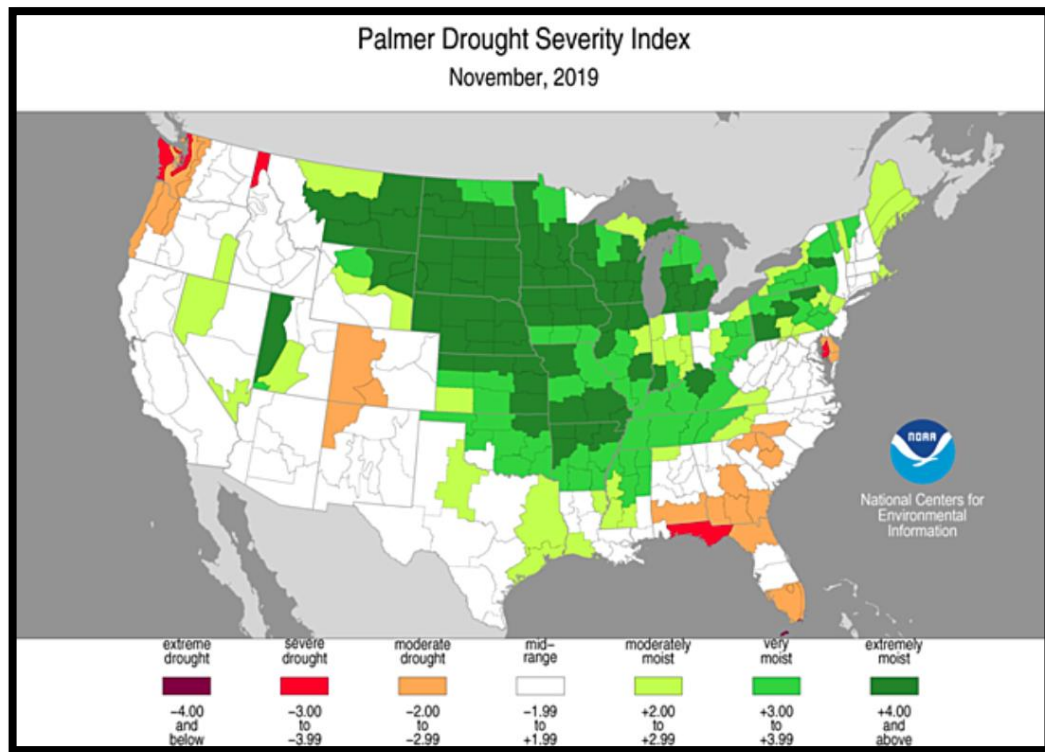 Palmer Drought Severity Index
November, 2019
NOAA
National Centers for
Environmental
Information
extreme
drought
severe
drought
moderate
drought
mid-
range
moderately
moist
very
moist
extremely
moist
-4.00
and
below
-3.00
to
-3.99
-2.00
to
-2.99
-1.99
to
+1.99
+2.00
to
+2.99
+3.00
to
+3.99
+4.00
and
above